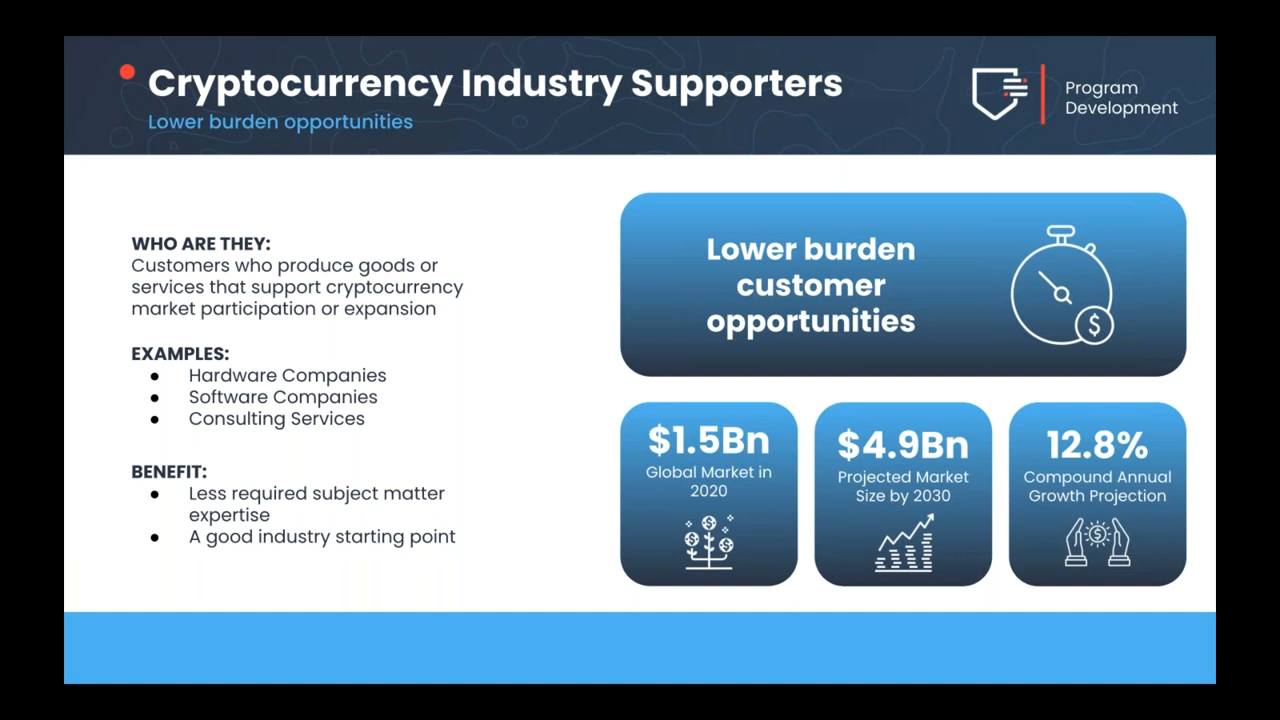 Cryptocurrency Industry Supporters
Lower burden opportunities
Program
Development
WHO ARE THEY:
Customers who produce goods or
services that support cryptocurrency
market participation or expansion
EXAMPLES:
● Hardware Companies
● Software Companies
● Consulting Services
BENEFIT:
● Less required subject matter
expertise
● A good industry starting point
Lower burden
customer
opportunities
$
$1.5Bn
Global Market in
2020
$4.9Bn
Projected Market
Size by 2030
12.8%
Compound Annual
Growth Projection